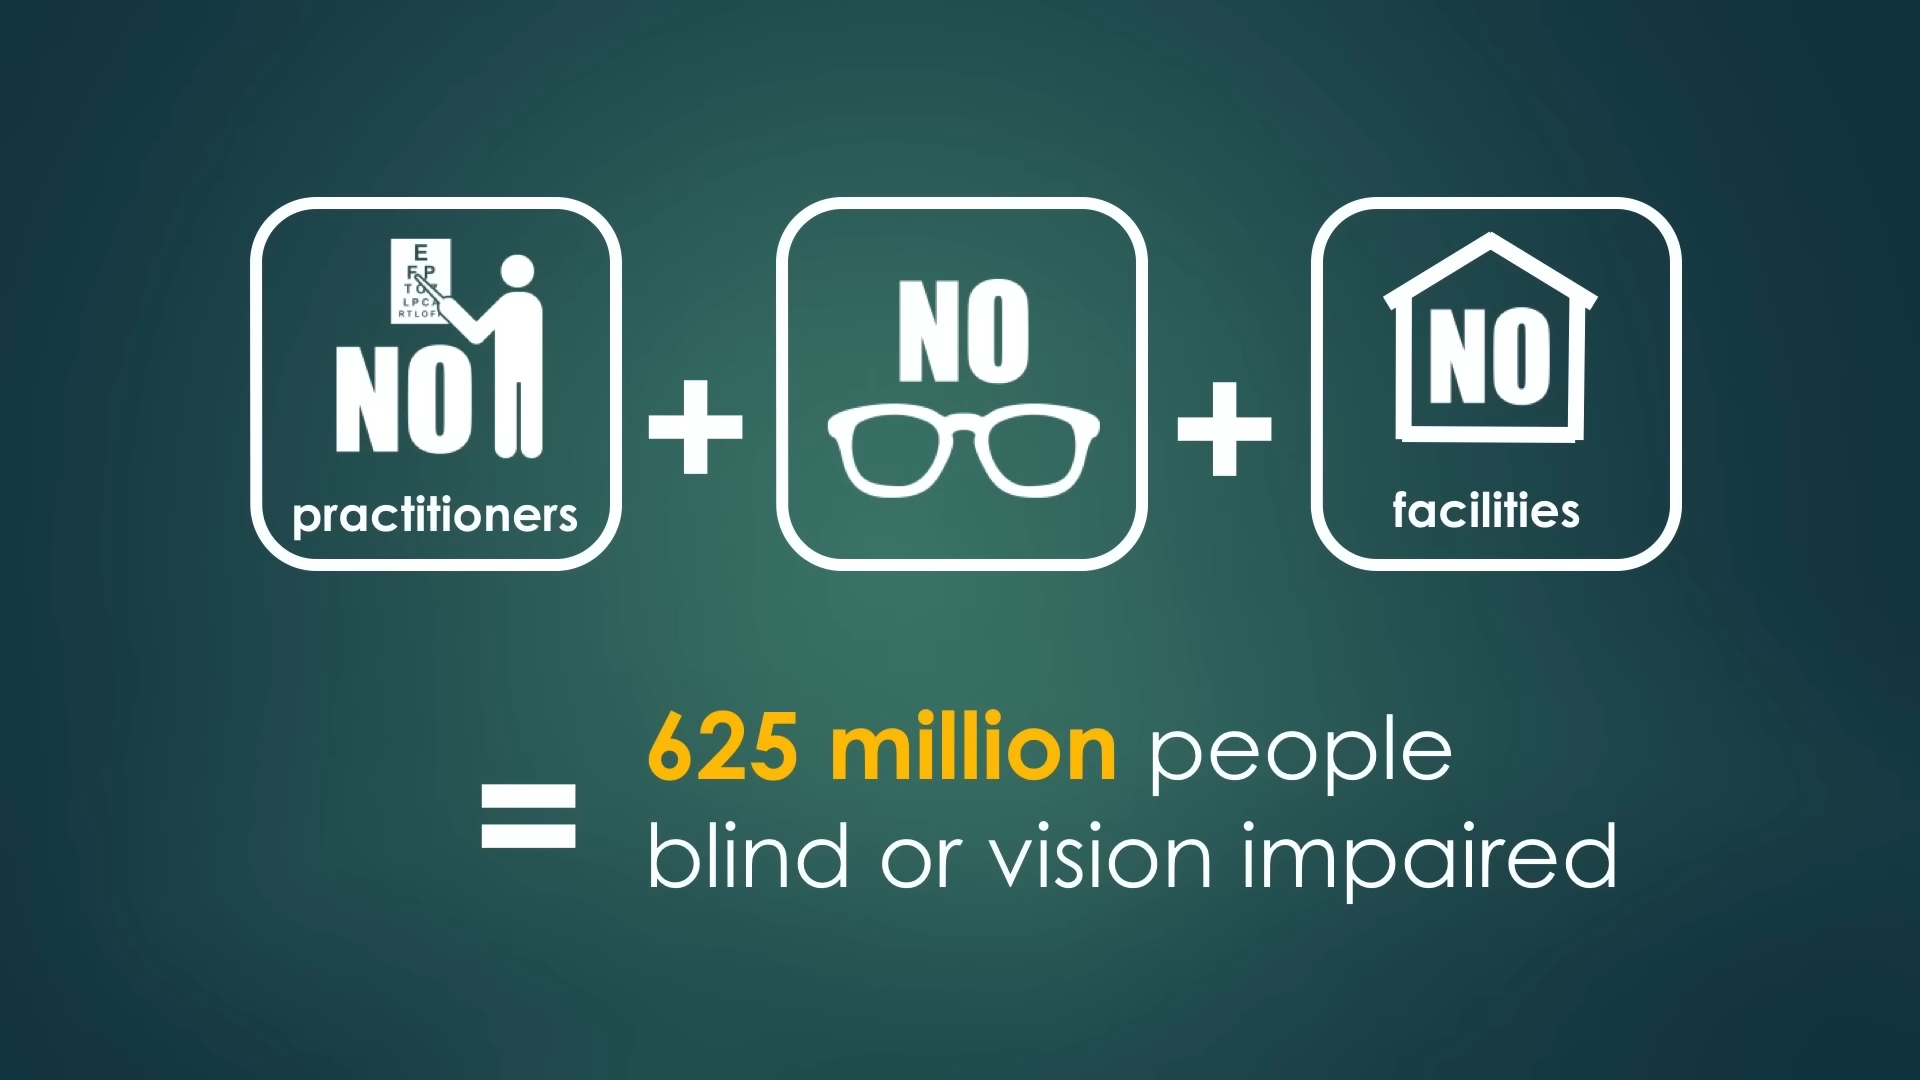 E
F P
T O Z
L P C A
R T L O F
NO
practitioners
+
NO
+
NO
facilities
=
625 million people
blind or vision impaired